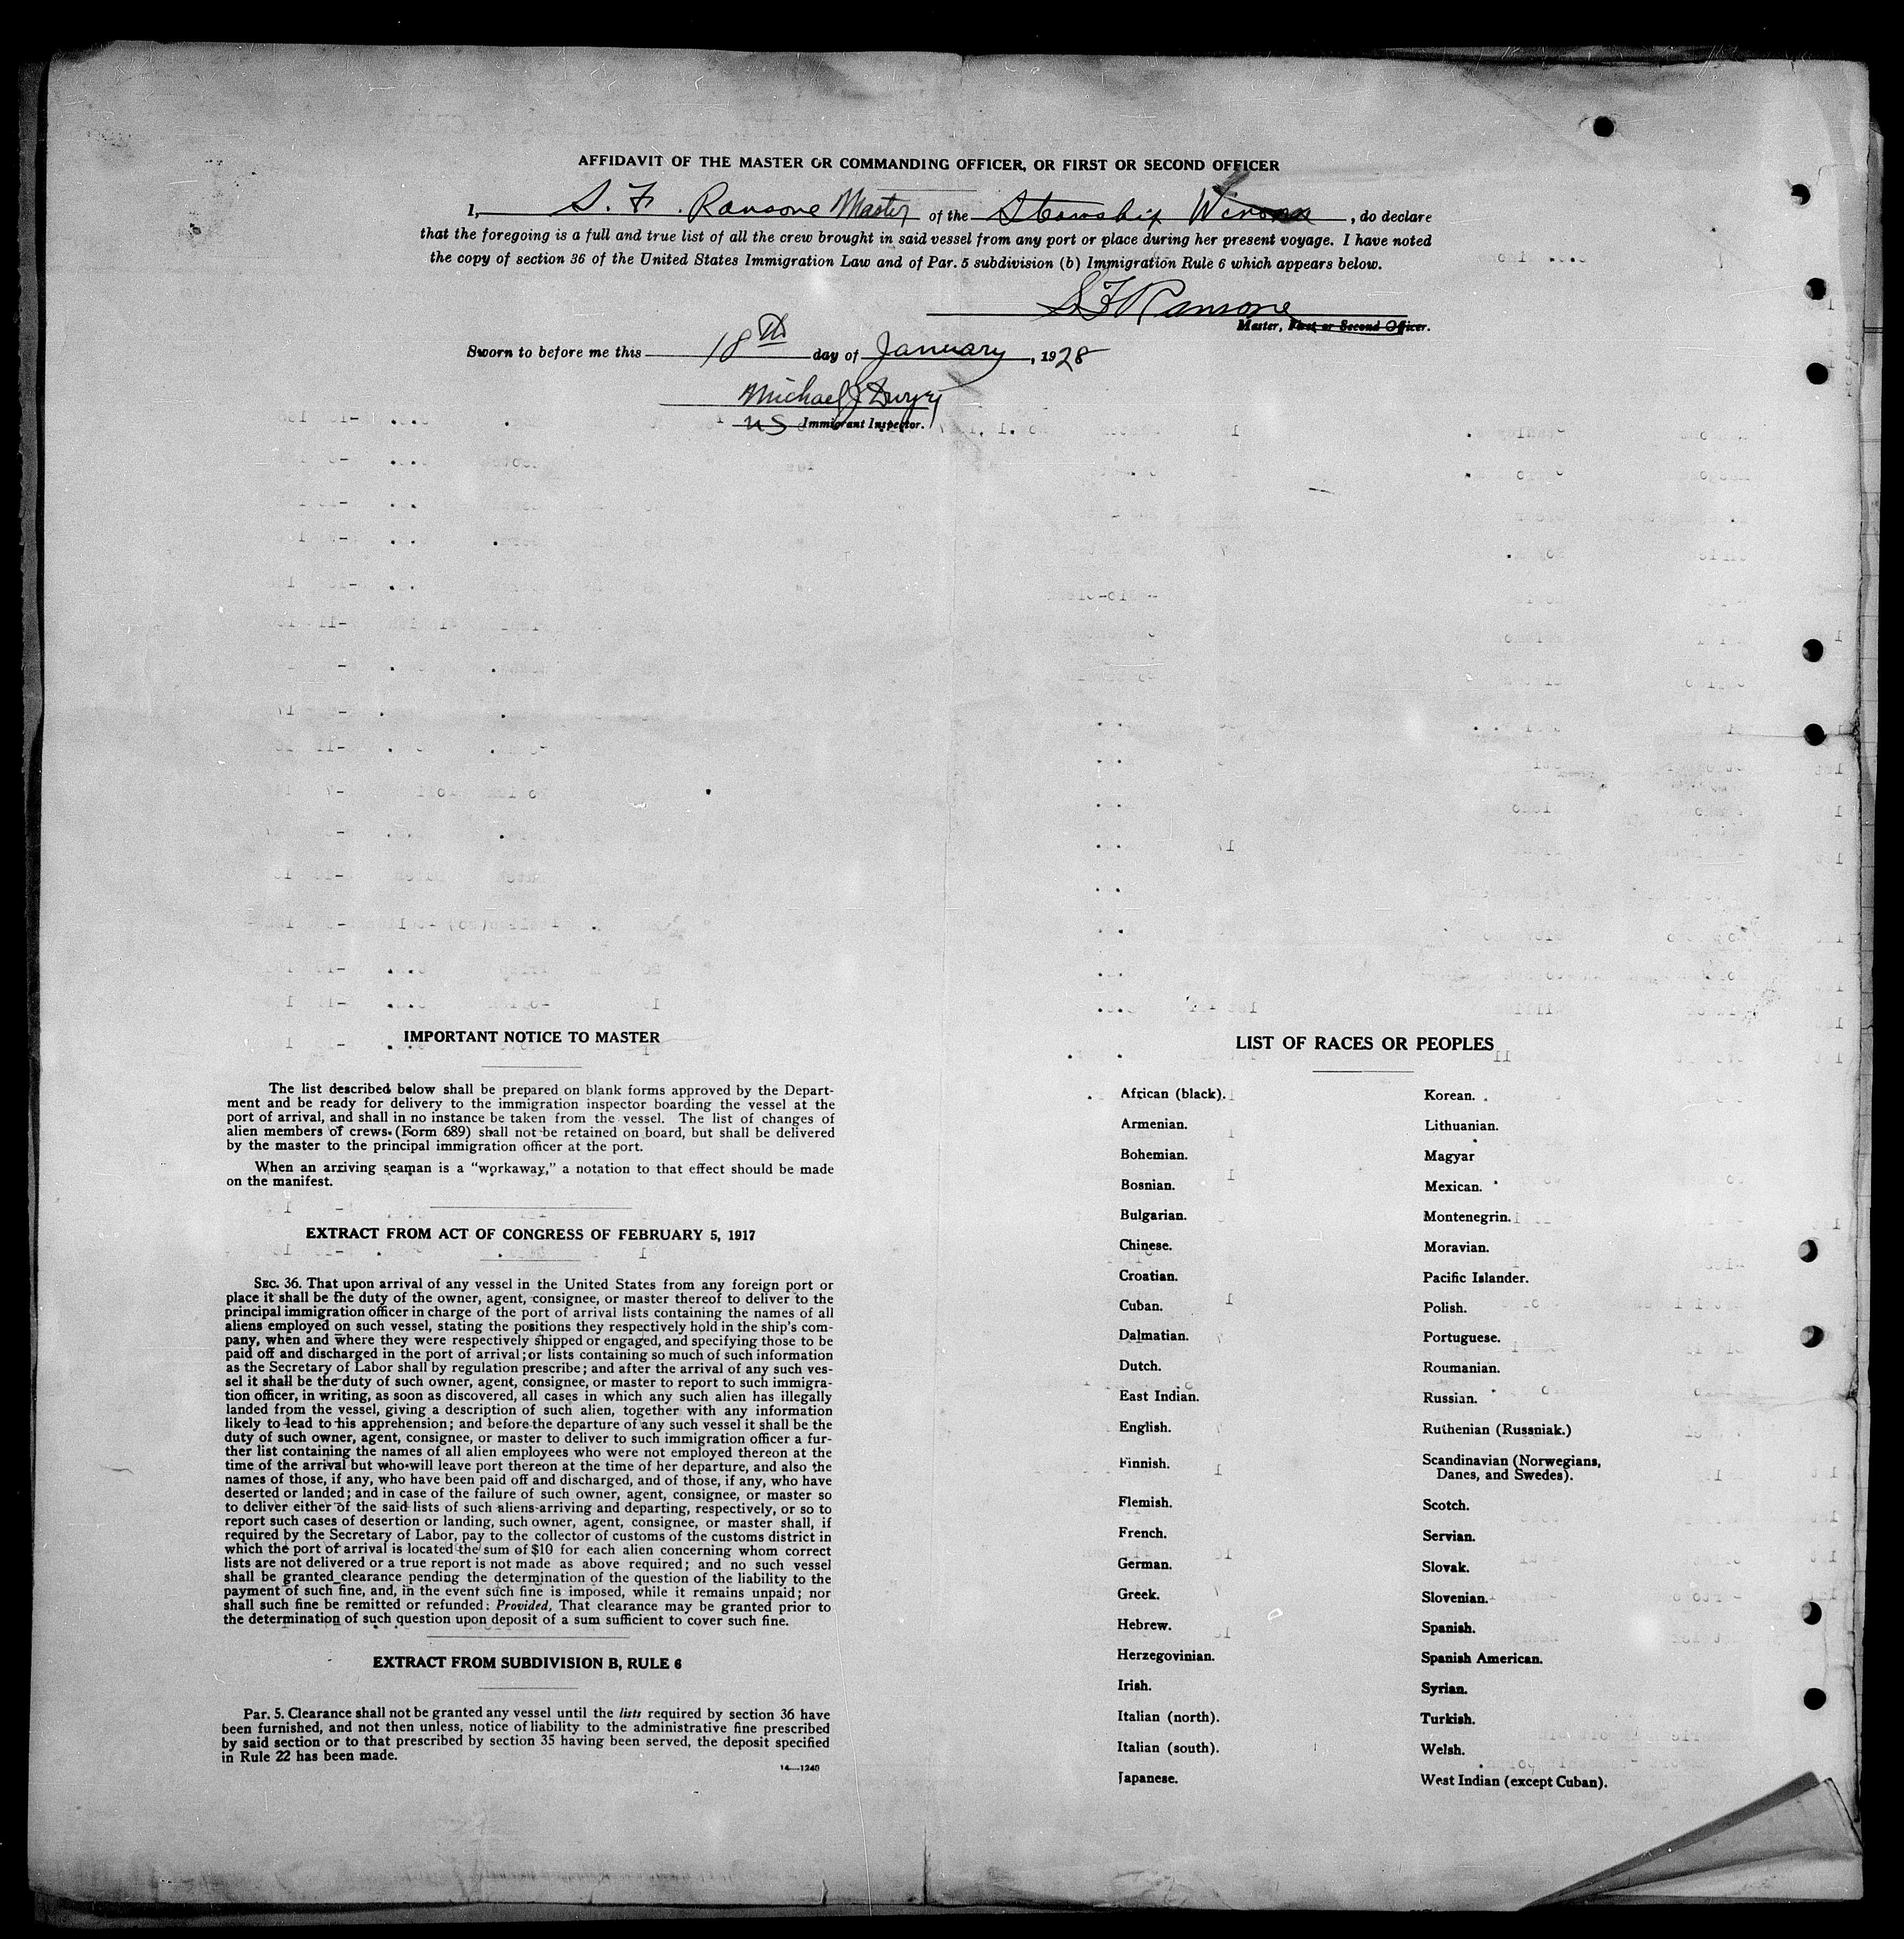 AFFIDAVIT OF THE MASTER OR COMMANDING OFFICER, OR FIRST OR SECOND OFFICER
I, S. F. Ransone Master of the Steamship Winona, do declare
that the foregoing is a full and true list of all the crew brought in said vessel from any port or place during her present voyage. I have noted
the copy of section 36 of the United States Immigration Law and of Par. 5 subdivision (b) Immigration Rule 6 which appears below.
S F Ransone
Master, First or Second Officer.
Sworn to before me this 18th day of January, 1928
Michael J. Dwyer
US Immigrant Inspector.
IMPORTANT NOTICE TO MASTER
The list described below shall be prepared on blank forms approved by the Depart-
ment and be ready for delivery to the immigration inspector boarding the vessel at the
port of arrival, and shall in no instance be taken from the vessel. The list of changes of
alien members of crews (Form 689) shall not be retained on board, but shall be delivered
by the master to the principal immigration officer at the port.
When an arriving seaman is a "workaway," a notation to that effect should be made
on the manifest.
EXTRACT FROM ACT OF CONGRESS OF FEBRUARY 5, 1917
SEC. 36. That upon arrival of any vessel in the United States from any foreign port or
place it shall be the duty of the owner, agent, consignee, or master thereof to deliver to the
principal immigration officer in charge of the port of arrival lists containing the names of all
aliens employed on such vessel, stating the positions they respectively hold in the ship's com-
pany, when and where they were respectively shipped or engaged, and specifying those to be
paid off and discharged in the port of arrival; or lists containing so much of such information
as the Secretary of Labor shall by regulation prescribe; and after the arrival of any such ves-
sel it shall be the duty of such owner, agent, consignee, or master to report to such immigra-
tion officer, in writing, as soon as discovered, all cases in which any such alien has illegally
landed from the vessel, giving a description of such alien, together with any information
likely to lead to his apprehension; and before the departure of any such vessel it shall be the
duty of such owner, agent, consignee, or master to deliver to such immigration officer a fur-
ther list containing the names of all alien employees who were not employed thereon at the
time of the arrival but who will leave port thereon at the time of her departure, and also the
names of those, if any, who have been paid off and discharged, and of those, if any, who have
deserted or landed; and in case of the failure of such owner, agent, consignee, or master so
to deliver either of the said lists of such aliens arriving and departing, respectively, or so to
report such cases of desertion or landing, such owner, agent, consignee, or master shall, if
required by the Secretary of Labor, pay to the collector of customs of the customs district in
which the port of arrival is located the sum of $10 for each alien concerning whom correct
lists are not delivered or a true report is not made as above required; and no such vessel
shall be granted clearance pending the determination of the question of the liability to the
payment of such fine, and, in the event such fine is imposed, while it remains unpaid; nor
shall such fine be remitted or refunded: Provided, That clearance may be granted prior to
the determination of such question upon deposit of a sum sufficient to cover such fine.
EXTRACT FROM SUBDIVISION B, RULE 6
Par. 5. Clearance shall not be granted any vessel until the lists required by section 36 have
been furnished, and not then unless, notice of liability to the administrative fine prescribed
by said section or to that prescribed by section 35 having been served, the deposit specified
in Rule 22 has been made.
14—1240
LIST OF RACES OR PEOPLES
African (black).
Armenian.
Bohemian.
Bosnian.
Bulgarian.
Chinese.
Croatian.
Cuban.
Dalmatian.
Dutch.
East Indian.
English.
Finnish.
Flemish.
French.
German.
Greek.
Hebrew.
Herzegovinian.
Irish.
Italian (north).
Italian (south).
Japanese.
Korean.
Lithuanian.
Magyar
Mexican.
Montenegrin.
Moravian.
Pacific Islander.
Polish.
Portuguese.
Roumanian.
Russian.
Ruthenian (Russniak.)
Scandinavian (Norwegians,
Danes, and Swedes).
Scotch.
Servian.
Slovak.
Slovenian.
Spanish.
Spanish American.
Syrian.
Turkish.
Welsh.
West Indian (except Cuban).